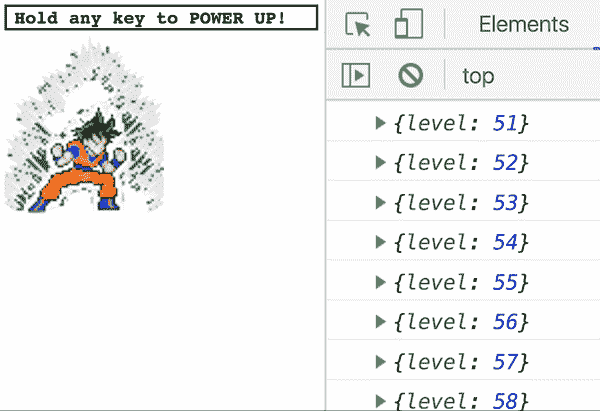 Hold any key to POWER UP!
Elements
top
{level: 51}
{level: 52}
{level: 53}
{level: 54}
{level: 55}
{level: 56}
{level: 57}
{level: 58}